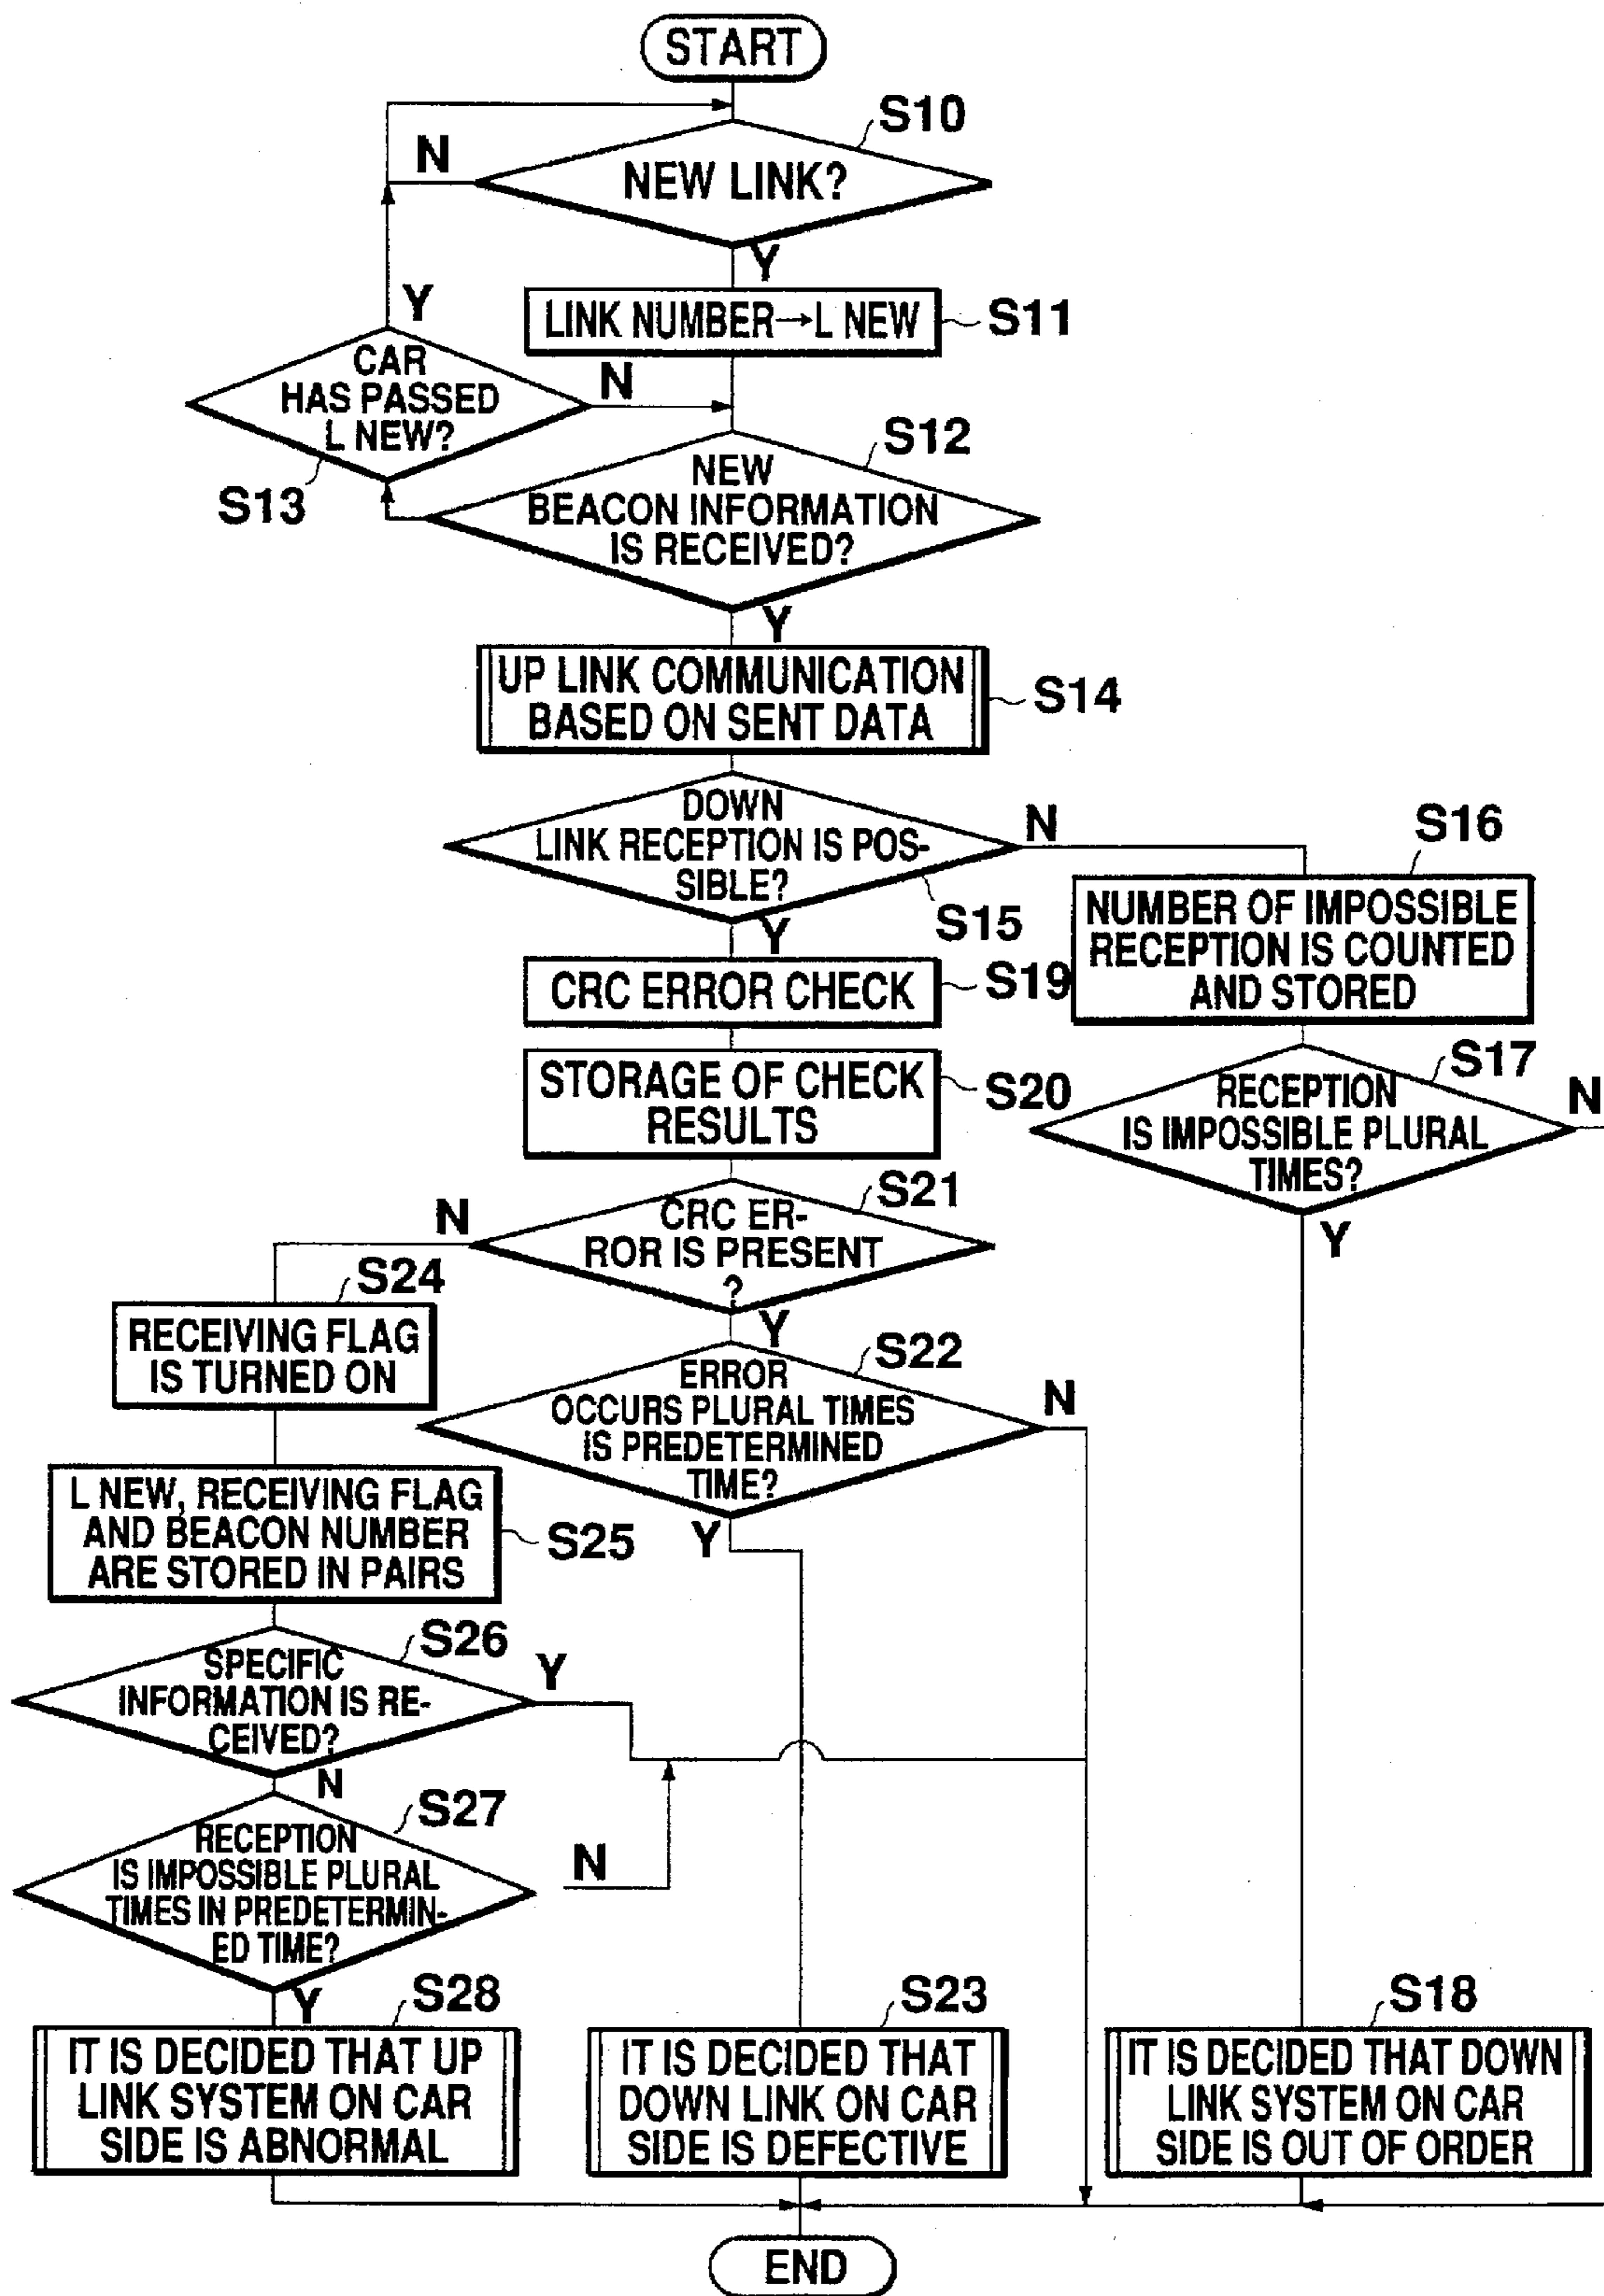 START
S10
N
NEW LINK?
Y
LINK NUMBER→L NEW
S11
Y
CAR
HAS PASSED
L NEW?
N
S13
S12
NEW
BEACON INFORMATION
IS RECEIVED?
Y
UP LINK COMMUNICATION
BASED ON SENT DATA
S14
DOWN
LINK RECEPTION IS POS-
SIBLE?
N
S15
Y
S16
NUMBER OF IMPOSSIBLE
RECEPTION IS COUNTED
AND STORED
CRC ERROR CHECK
S19
STORAGE OF CHECK
RESULTS
S20
S17
RECEPTION
IS IMPOSSIBLE PLURAL
TIMES?
N
Y
S21
N
CRC ER-
ROR IS PRESENT
?
Y
S24
RECEIVING FLAG
IS TURNED ON
S22
ERROR
OCCURS PLURAL TIMES
IS PREDETERMINED
TIME?
N
Y
L NEW, RECEIVING FLAG
AND BEACON NUMBER
ARE STORED IN PAIRS
S25
S26
SPECIFIC
INFORMATION IS RE-
CEIVED?
Y
N
S27
RECEPTION
IS IMPOSSIBLE PLURAL
TIMES IN PREDETERMIN-
ED TIME?
N
Y
S28
IT IS DECIDED THAT UP
LINK SYSTEM ON CAR
SIDE IS ABNORMAL
S23
IT IS DECIDED THAT
DOWN LINK ON CAR
SIDE IS DEFECTIVE
S18
IT IS DECIDED THAT DOWN
LINK SYSTEM ON CAR
SIDE IS OUT OF ORDER
END